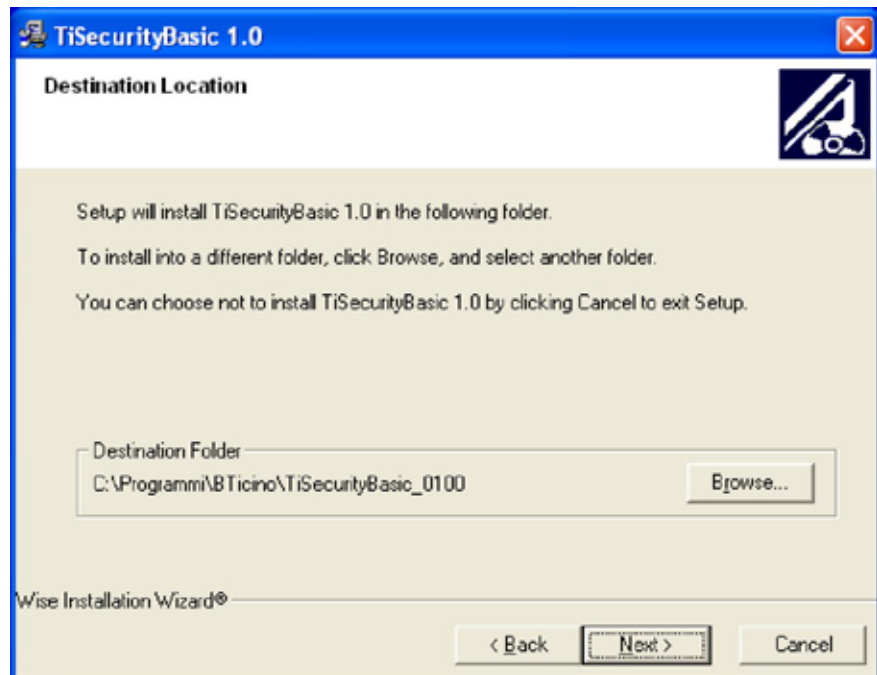 TiSecurityBasic 1.0
Destination Location
Setup will install TiSecurityBasic 1.0 in the following folder.
To install into a different folder, click Browse, and select another folder.
You can choose not to install TiSecurityBasic 1.0 by clicking Cancel to exit Setup.
Destination Folder
C:\Programmi\BTicino\TiSecurityBasic_0100
Browse...
Wise Installation Wizard®
< Back
Next >
Cancel